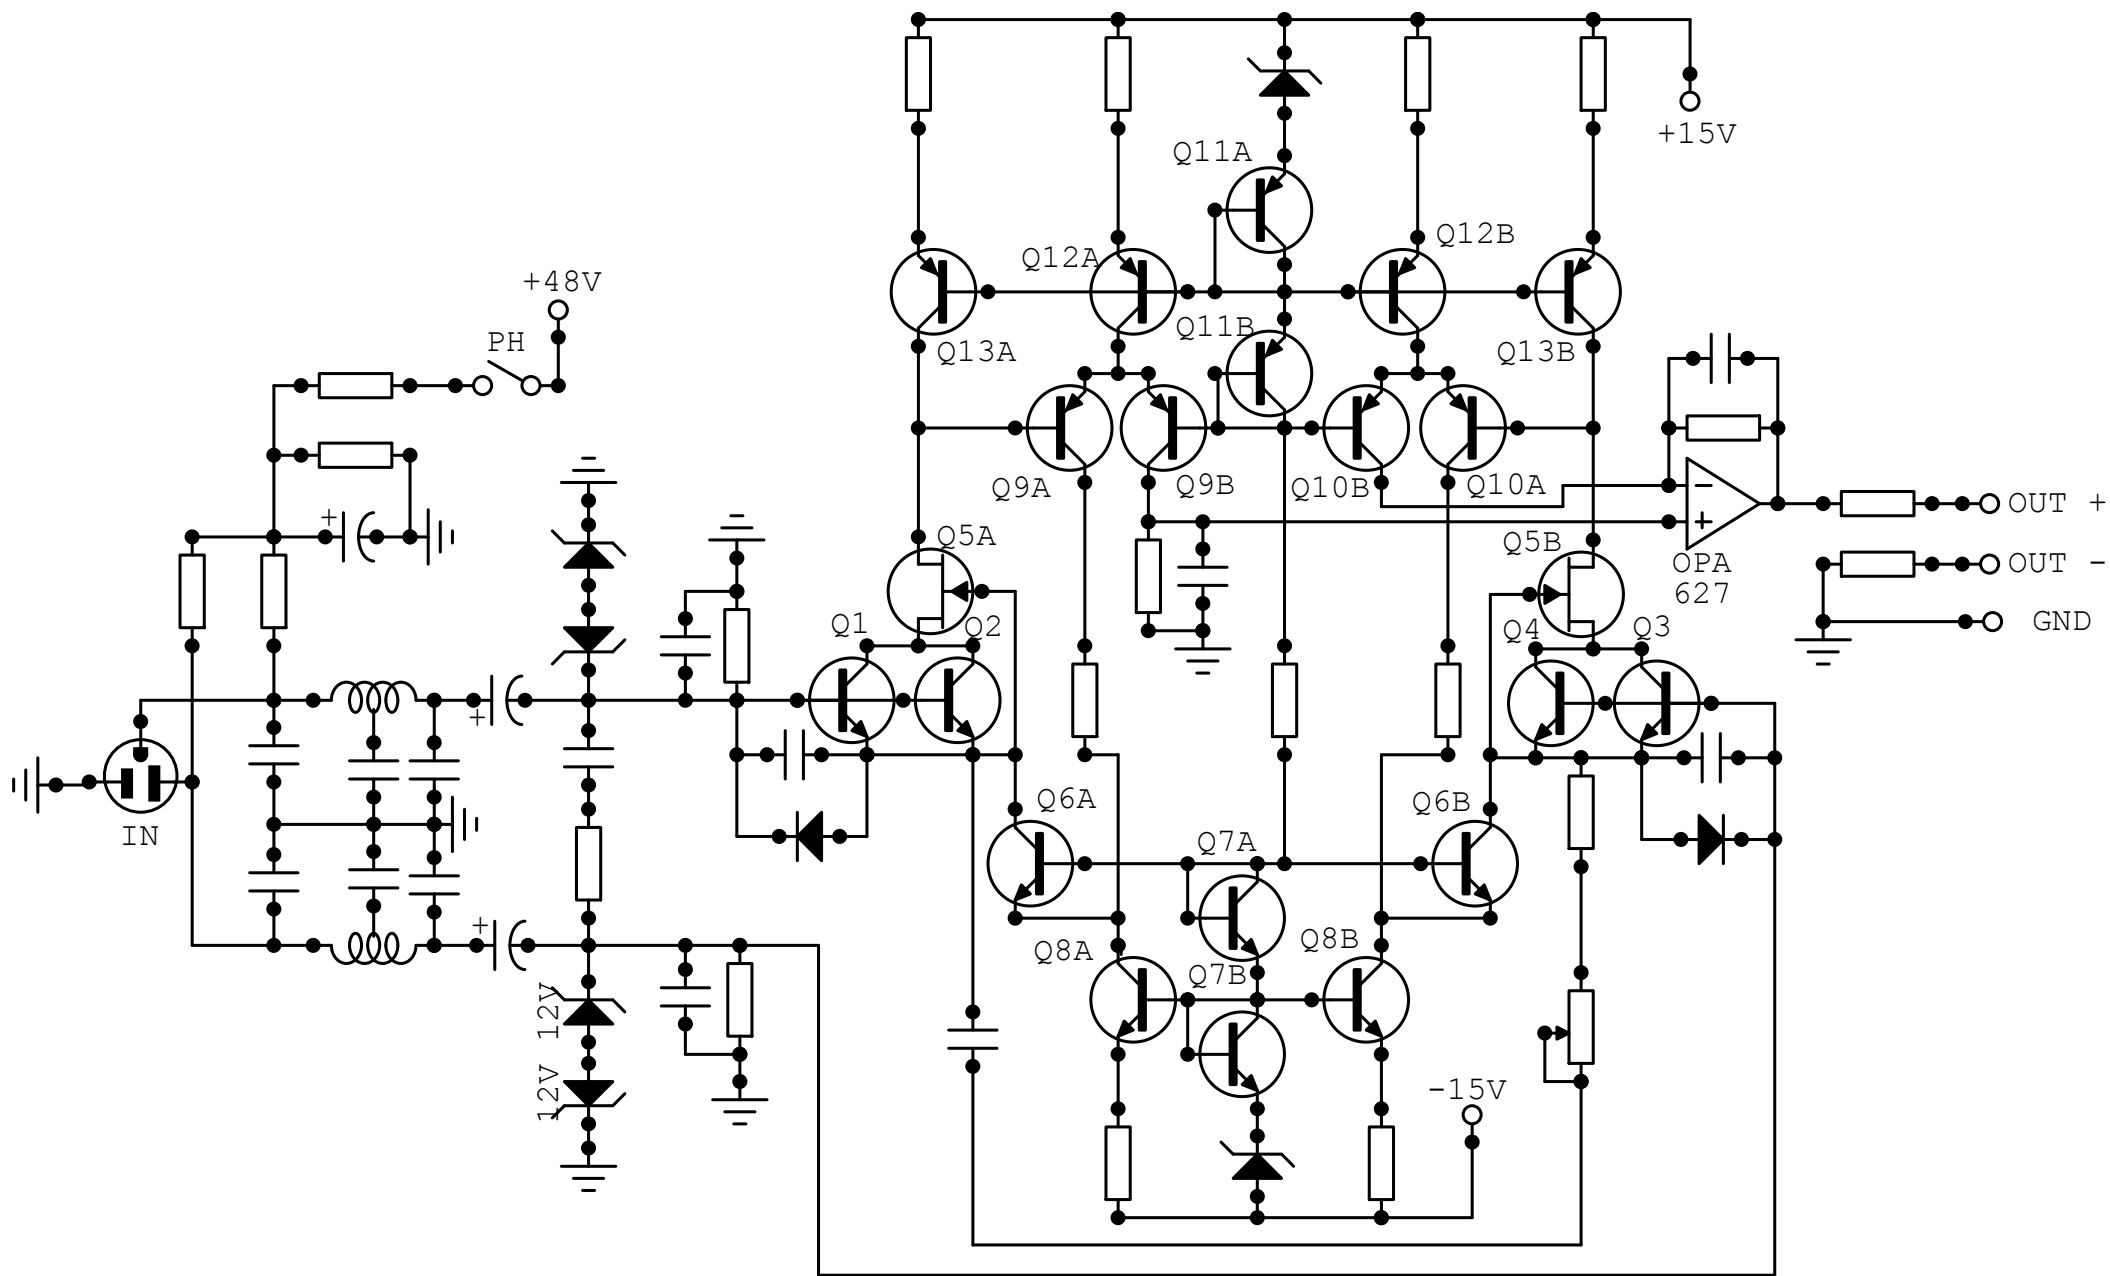 +15V
Q11A
Q12B
Q12A
+48V
Q11B
PH
Q13A
Q13B
Q9A
Q9B
Q10B
Q10A
+
OUT +
Q5A
Q5B
−
+
OPA
627
OUT -
Q1
Q2
Q4
Q3
GND
+
Q6A
Q6B
IN
Q7A
+
Q8A
Q7B
Q8B
12V
12V
-15V